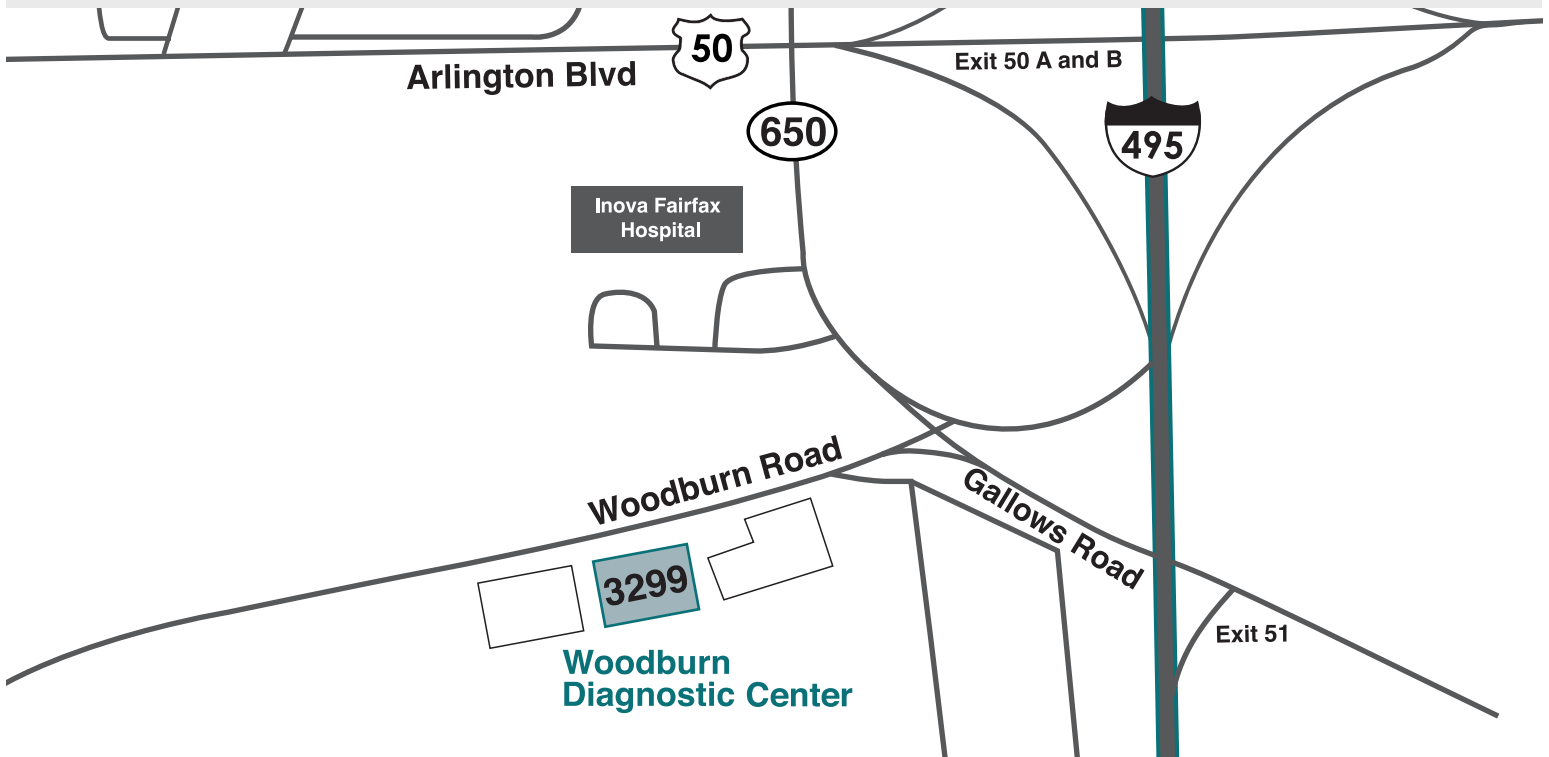 50
Arlington Blvd
Exit 50 A and B
650
495
Inova Fairfax
Hospital
Woodburn Road
Gallows Road
3299
Exit 51
Woodburn
Diagnostic Center